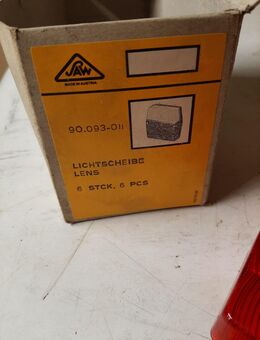 SAW
MADE IN AUSTRIA
90.093-011
LICHTSCHEIBE
LENS
6 STCK. 6 PCS